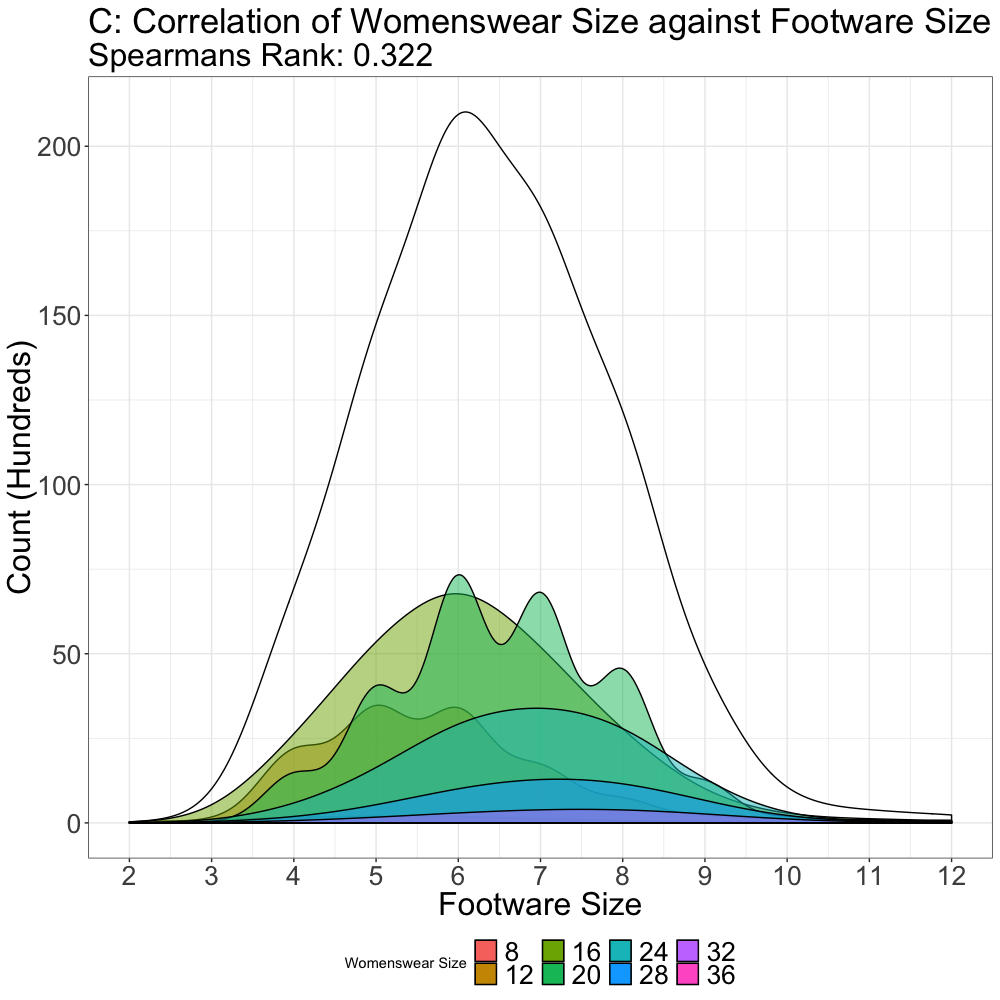 C: Correlation of Womenswear Size against Footware Size
Spearmans Rank: 0.322
Count (Hundreds)
200
150
100
50
0
2 3 4 5 6 7 8 9 10 11 12
Footware Size
Womenswear Size
8 16 24 32
12 20 28 36